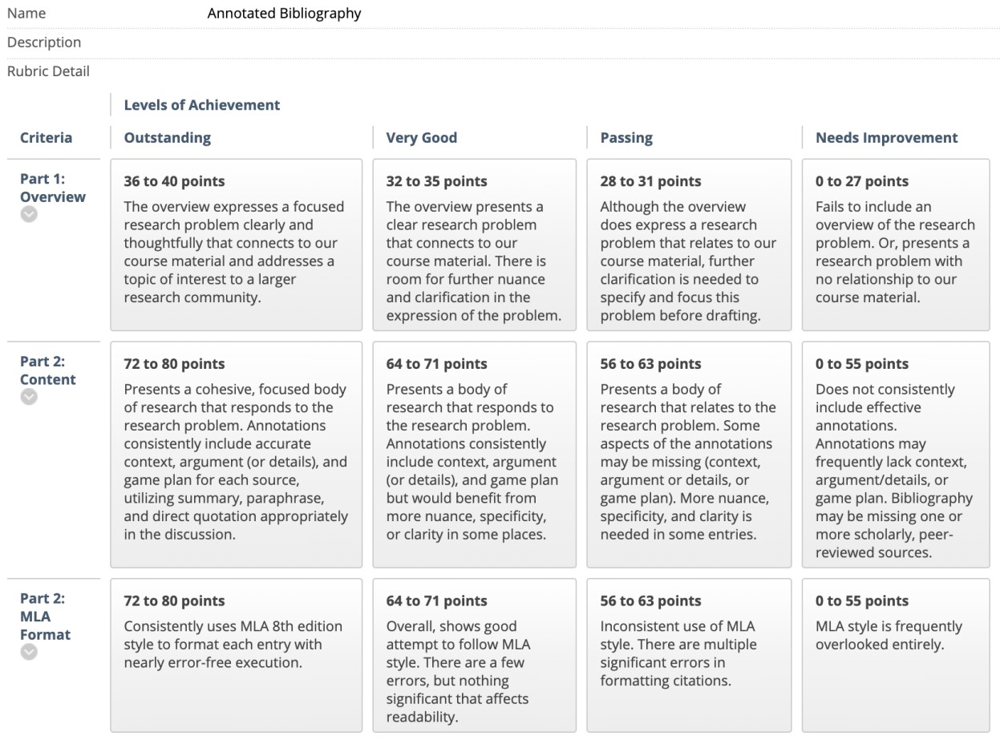 Name Annotated Bibliography
Description
Rubric Detail
Levels of Achievement
Criteria Outstanding Very Good Passing Needs Improvement
Part 1:
Overview
36 to 40 points
The overview expresses a focused
research problem clearly and
thoughtfully that connects to our
course material and addresses a
topic of interest to a larger
research community.
32 to 35 points
The overview presents a
clear research problem
that connects to our
course material. There is
room for further nuance
and clarification in the
expression of the problem.
28 to 31 points
Although the overview
does express a research
problem that relates to our
course material, further
clarification is needed to
specify and focus this
problem before drafting.
0 to 27 points
Fails to include an
overview of the research
problem. Or, presents a
research problem with
no relationship to our
course material.
Part 2:
Content
72 to 80 points
Presents a cohesive, focused body
of research that responds to the
research problem. Annotations
consistently include accurate
context, argument (or details), and
game plan for each source,
utilizing summary, paraphrase,
and direct quotation appropriately
in the discussion.
64 to 71 points
Presents a body of
research that responds to
the research problem.
Annotations consistently
include context, argument
(or details), and game plan
but would benefit from
more nuance, specificity,
or clarity in some places.
56 to 63 points
Presents a body of
research that relates to the
research problem. Some
aspects of the annotations
may be missing (context,
argument or details, or
game plan). More nuance,
specificity, and clarity is
needed in some entries.
0 to 55 points
Does not consistently
include effective
annotations.
Annotations may
frequently lack context,
argument/details, or
game plan. Bibliography
may be missing one or
more scholarly, peer-
reviewed sources.
Part 2:
MLA
Format
72 to 80 points
Consistently uses MLA 8th edition
style to format each entry with
nearly error-free execution.
64 to 71 points
Overall, shows good
attempt to follow MLA
style. There are a few
errors, but nothing
significant that affects
readability.
56 to 63 points
Inconsistent use of MLA
style. There are multiple
significant errors in
formatting citations.
0 to 55 points
MLA style is frequently
overlooked entirely.